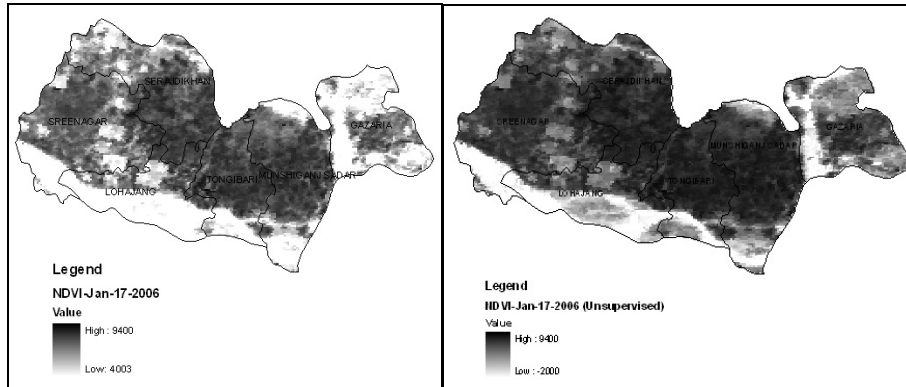 SERAJDIKHAN
SREENAGAR
GAZARIA
TONGIBARI
MUNSHIGANJ SADAR
LOHAJANG
Legend
NDVI-Jan-17-2006
Value
High : 9400
Low: 4003
SERAJDIKHAN
SREENAGAR
GAZARIA
MUNSHIGANJ SADAR
TONGIBARI
LOHAJANG
Legend
NDVI-Jan-17-2006 (Unsupervised)
Value
High : 9400
Low : -2000